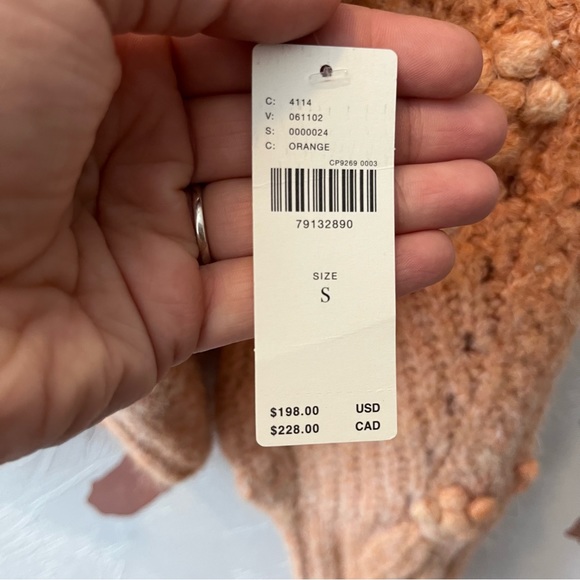 C: 4114
V: 061102
S: 0000024
C: ORANGE
CP9269 0003
79132890
SIZE
S
$198.00 USD
$228.00 CAD